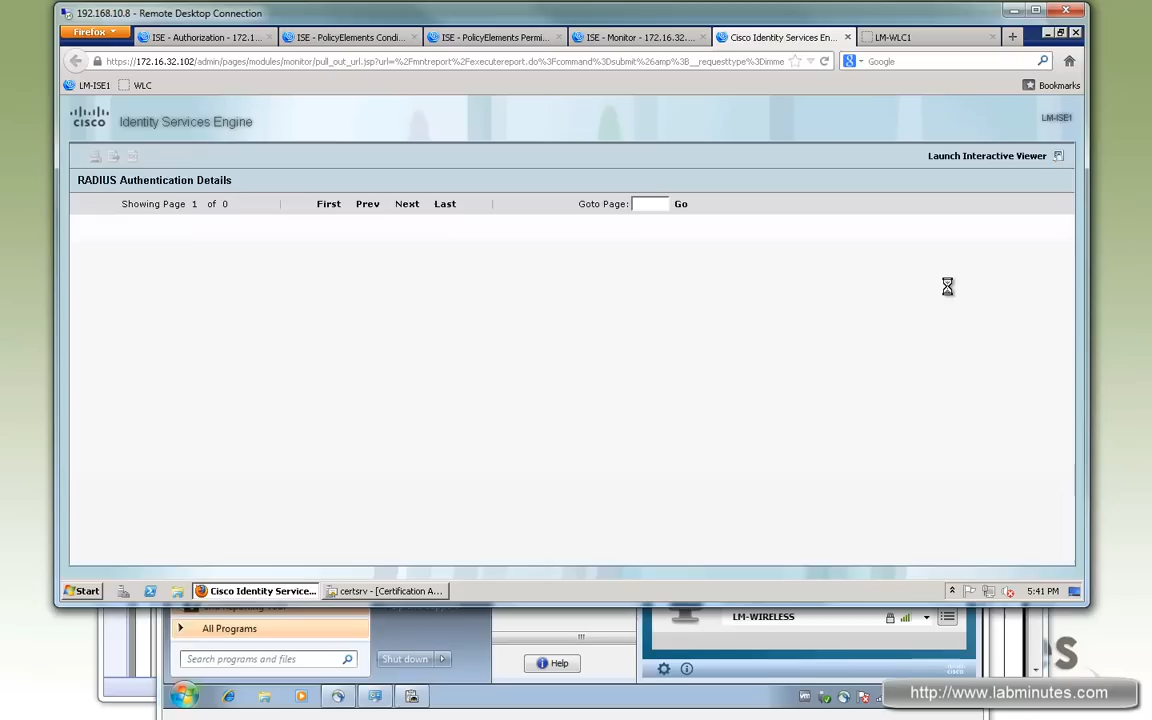 192.168.10.8 - Remote Desktop Connection
Firefox
ISE - Authorization - 172.1...
ISE - PolicyElements Condi...
ISE - PolicyElements Permi...
ISE - Monitor - 172.16.32....
Cisco Identity Services En...
LM-WLC1
https://172.16.32.102/admin/pages/modules/monitor/pull_out_url.jsp?url=%2Fmntreport%2Fexecutereport.do%3Fcommand%3Dsubmit%26amp%3B__requesttype%3Dimme
Google
LM-ISE1
WLC
Bookmarks
CISCO Identity Services Engine
LM-ISE1
Launch Interactive Viewer
RADIUS Authentication Details
Showing Page 1 of 0
First Prev Next Last
Goto Page: Go
Start
Cisco Identity Service...
certsrv - [Certification A...
5:41 PM
All Programs
LM-WIRELESS
Search programs and files
Shut down
Help
es
http://www.labminutes.com